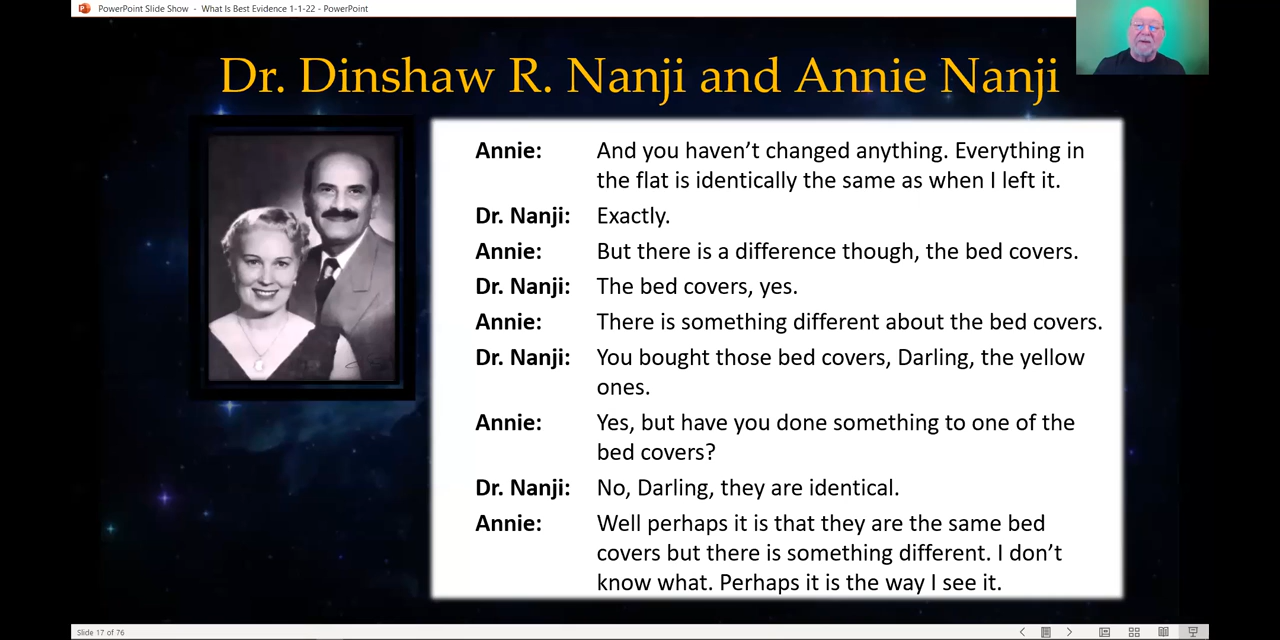 PowerPoint Slide Show - What Is Best Evidence 1-1-22 - PowerPoint
Dr. Dinshaw R. Nanji and Annie Nanji
Annie: And you haven’t changed anything. Everything in
the flat is identically the same as when I left it.
Dr. Nanji: Exactly.
Annie: But there is a difference though, the bed covers.
Dr. Nanji: The bed covers, yes.
Annie: There is something different about the bed covers.
Dr. Nanji: You bought those bed covers, Darling, the yellow
ones.
Annie: Yes, but have you done something to one of the
bed covers?
Dr. Nanji: No, Darling, they are identical.
Annie: Well perhaps it is that they are the same bed
covers but there is something different. I don’t
know what. Perhaps it is the way I see it.
Slide 17 of 76